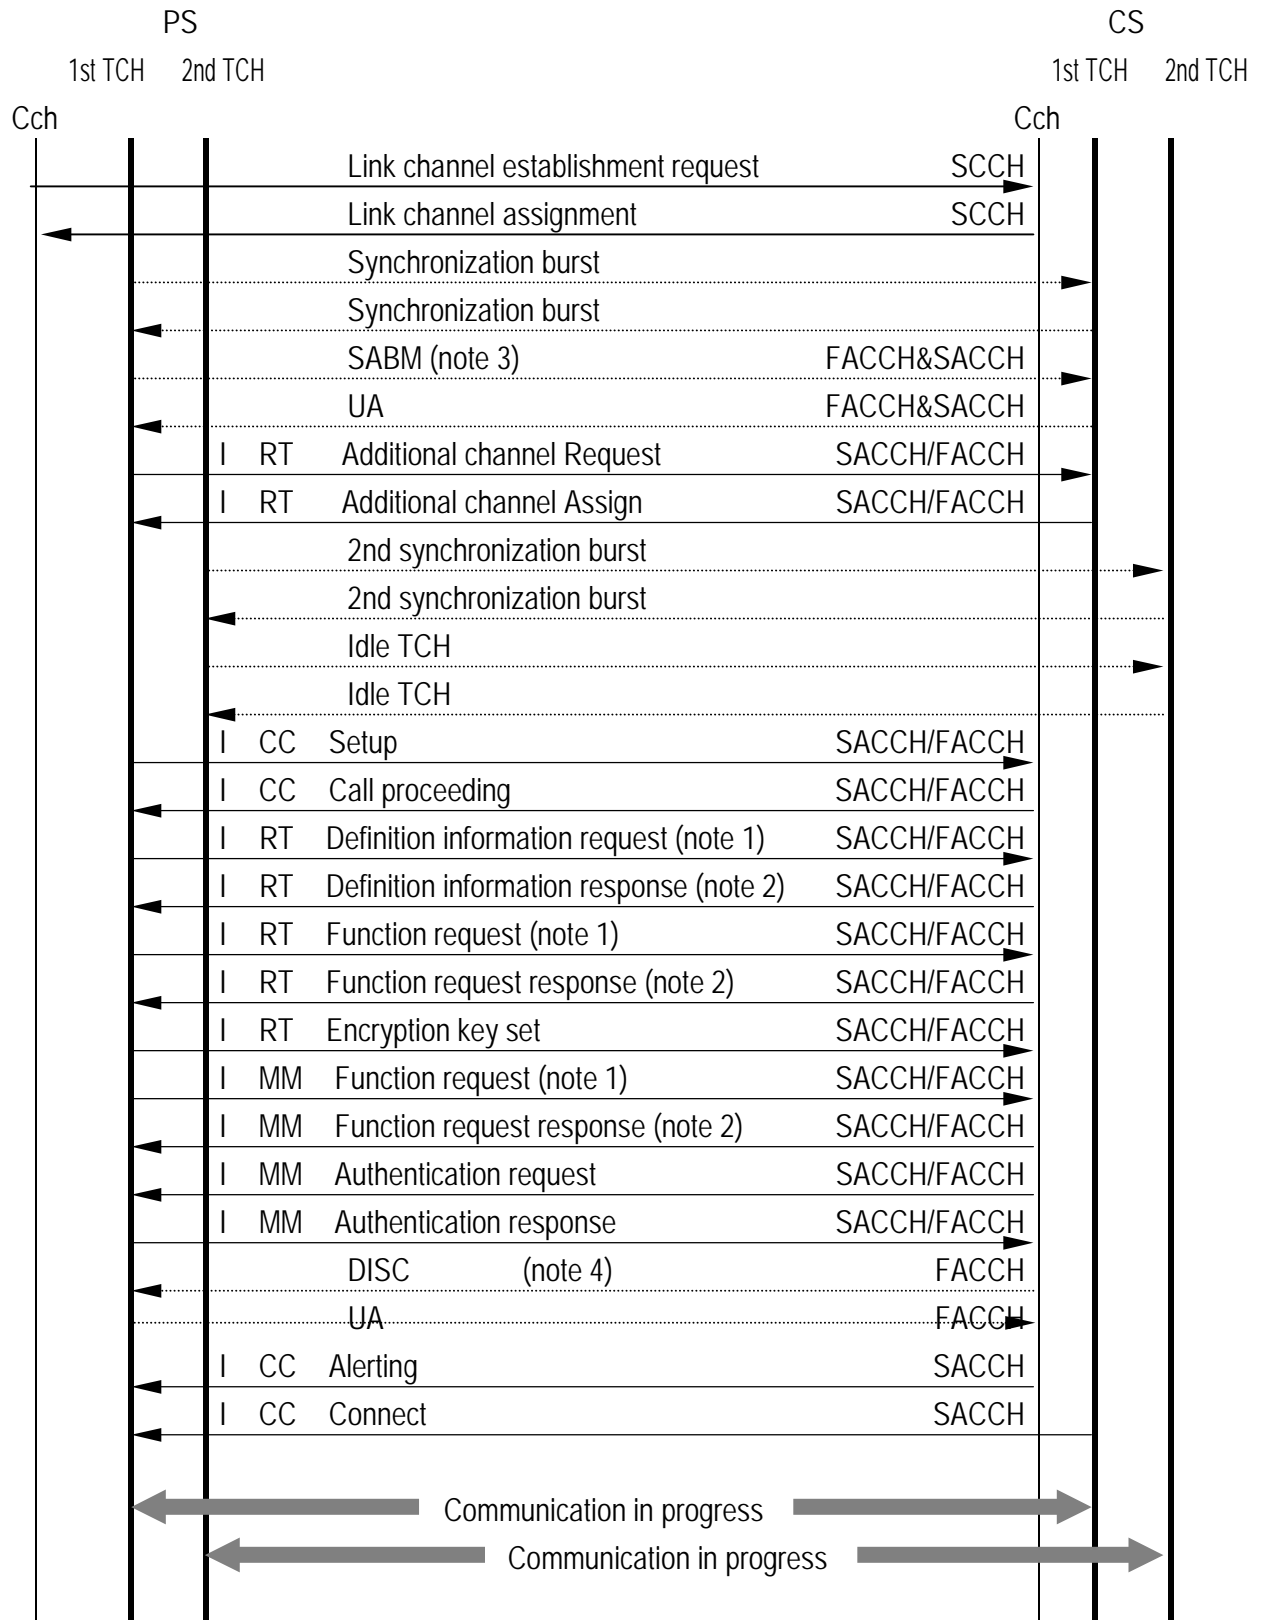 PS CS
1st TCH 2nd TCH 1st TCH 2nd TCH
Cch Cch
Link channel establishment request SCCH
Link channel assignment SCCH
Synchronization burst
Synchronization burst
SABM (note 3) FACCH&SACCH
UA FACCH&SACCH
I RT Additional channel Request SACCH/FACCH
I RT Additional channel Assign SACCH/FACCH
2nd synchronization burst
2nd synchronization burst
Idle TCH
Idle TCH
I CC Setup SACCH/FACCH
I CC Call proceeding SACCH/FACCH
I RT Definition information request (note 1) SACCH/FACCH
I RT Definition information response (note 2) SACCH/FACCH
I RT Function request (note 1) SACCH/FACCH
I RT Function request response (note 2) SACCH/FACCH
I RT Encryption key set SACCH/FACCH
I MM Function request (note 1) SACCH/FACCH
I MM Function request response (note 2) SACCH/FACCH
I MM Authentication request SACCH/FACCH
I MM Authentication response SACCH/FACCH
DISC (note 4) FACCH
UA FACCH
I CC Alerting SACCH
I CC Connect SACCH
Communication in progress
Communication in progress